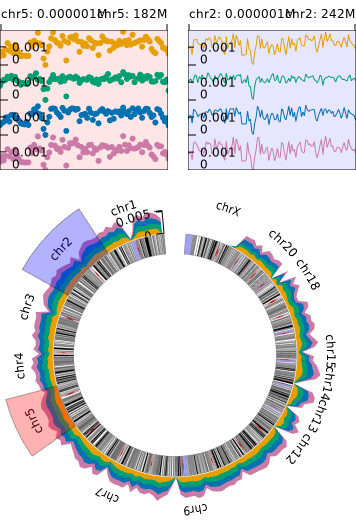 chr5: 0.000001M chr5: 182M chr2: 0.000001M chr2: 242M
0.001 0.001
0 0
0.001 0.001
0 0
0.001 0.001
0 0
0.001 0.001
0 0
chr1
0.005
0
chrX
chr2
chr20
chr18
chr3
chr15
chr4
chr14
chr13
chr5
chr12
chr7
chr9